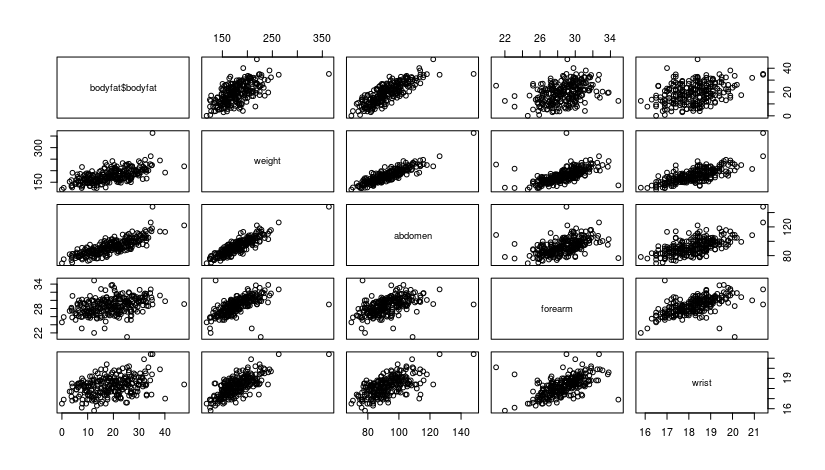 150 250 350
22 26 30 34
bodyfat$bodyfat
0 20 40
150 300
weight
abdomen
80 120
22 28 34
forearm
wrist
16 19
0 10 20 30 40
80 100 120 140
16 17 18 19 20 21